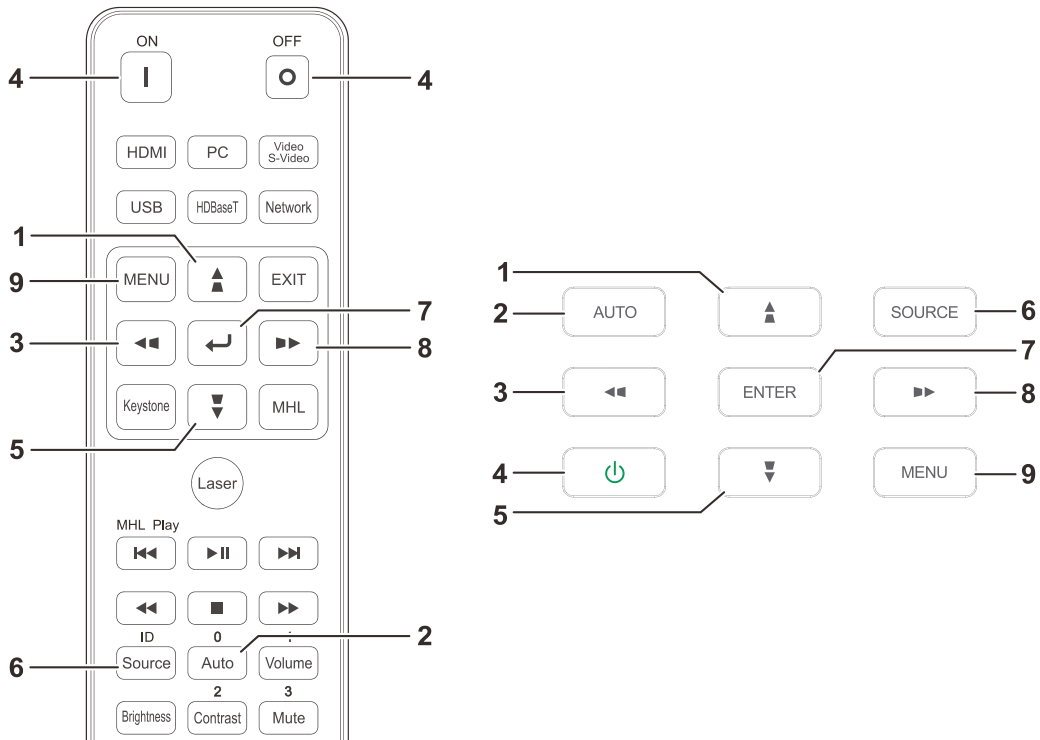 ON OFF
4 4
HDMI PC Video S-Video
USB HDBaseT Network
1
9 MENU EXIT
7
3 8
Keystone MHL
5
Laser
MHL Play
ID 0 :
2
6 Source Auto Volume
2 3
Brightness Contrast Mute
1
2 AUTO SOURCE 6
7
3 ENTER 8
4 MENU 9
5